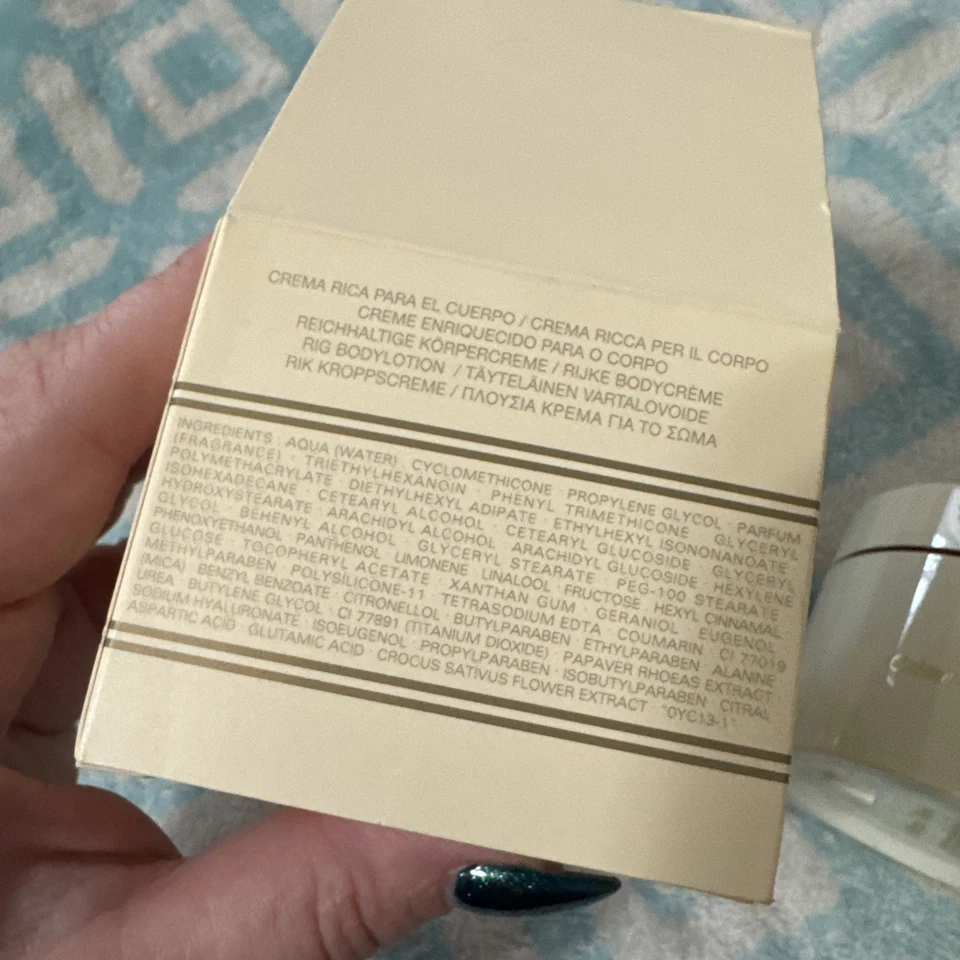 CREMA RICA PARA EL CUERPO / CREMA RICCA PER IL CORPO
CREME ENRIQUECIDO PARA O CORPO
REICHHALTIGE KÖRPERCREME / RIJKE BODYCRÈME
RIG BODYLOTION / TÄYTELÄINEN VARTALOVOIDE
RIK KROPPSCREME / ΠΛΟΥΣΙΑ ΚΡΕΜΑ ΓΙΑ ΤΟ ΣΩΜΑ
INGREDIENTS : AQUA (WATER) · CYCLOMETHICONE · PROPYLENE GLYCOL · PARFUM
(FRAGRANCE) · TRIETHYLHEXANOIN · PHENYL TRIMETHICONE · GLYCERYL
POLYMETHACRYLATE · DIETHYLHEXYL ADIPATE · ETHYLHEXYL ISONONANOATE ·
ISOHEXADECANE · CETEARYL ALCOHOL · CETEARYL GLUCOSIDE · GLYCERYL
HYDROXYSTEARATE · ARACHIDYL ALCOHOL · ARACHIDYL GLUCOSIDE · HEXYLENE
GLYCOL · BEHENYL ALCOHOL · GLYCERYL STEARATE · PEG-100 STEARATE ·
PHENOXYETHANOL · PANTHENOL · LIMONENE · LINALOOL · FRUCTOSE · HEXYL CINNAMAL ·
GLUCOSE · TOCOPHERYL ACETATE · XANTHAN GUM · GERANIOL · EUGENOL ·
METHYLPARABEN · POLYSILICONE-11 · TETRASODIUM EDTA · COUMARIN · CI 77019
(MICA) · BENZYL BENZOATE · CITRONELLOL · BUTYLPARABEN · ETHYLPARABEN · ALANINE ·
UREA · BUTYLENE GLYCOL · CI 77891 (TITANIUM DIOXIDE) · PAPAVER RHOEAS EXTRACT ·
SODIUM HYALURONATE · ISOEUGENOL · PROPYLPARABEN · ISOBUTYLPARABEN · CITRAL ·
ASPARTIC ACID · GLUTAMIC ACID · CROCUS SATIVUS FLOWER EXTRACT · "0YC13-1".